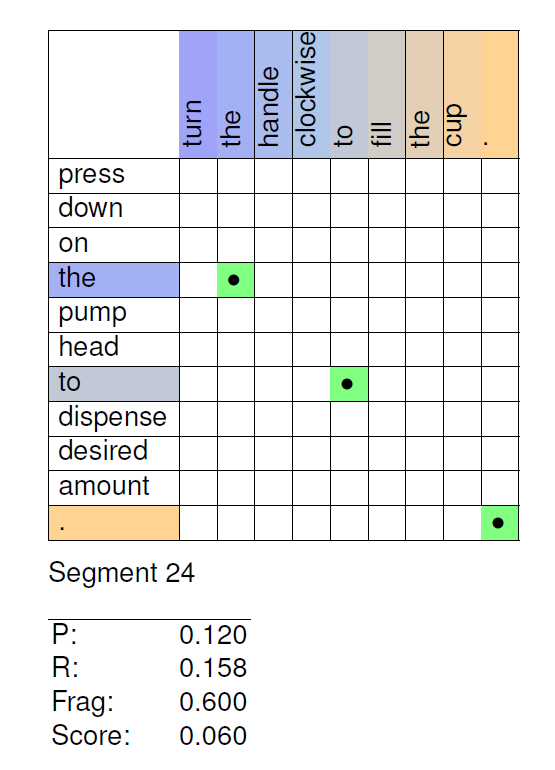 turn the handle clockwise to fill the cup .
press
down
on
the
pump
head
to
dispense
desired
amount
.
Segment 24
P: 0.120
R: 0.158
Frag: 0.600
Score: 0.060